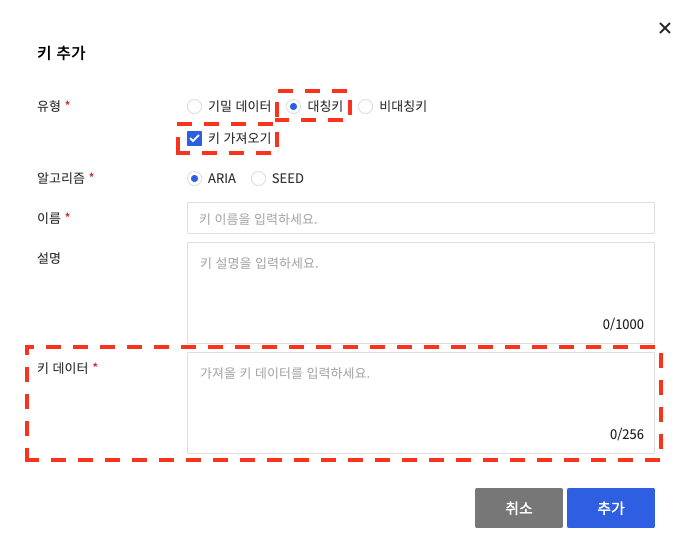 키 추가
유형 * 기밀 데이터 대칭키 비대칭키
키 가져오기
알고리즘 * ARIA SEED
이름 * 키 이름을 입력하세요.
설명 키 설명을 입력하세요.
0/1000
키 데이터 * 가져올 키 데이터를 입력하세요.
0/256
취소 추가